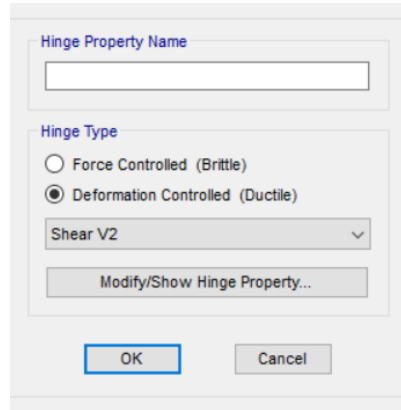 Hinge Property Name
Hinge Type
Force Controlled (Brittle)
Deformation Controlled (Ductile)
Shear V2
Modify/Show Hinge Property...
OK Cancel